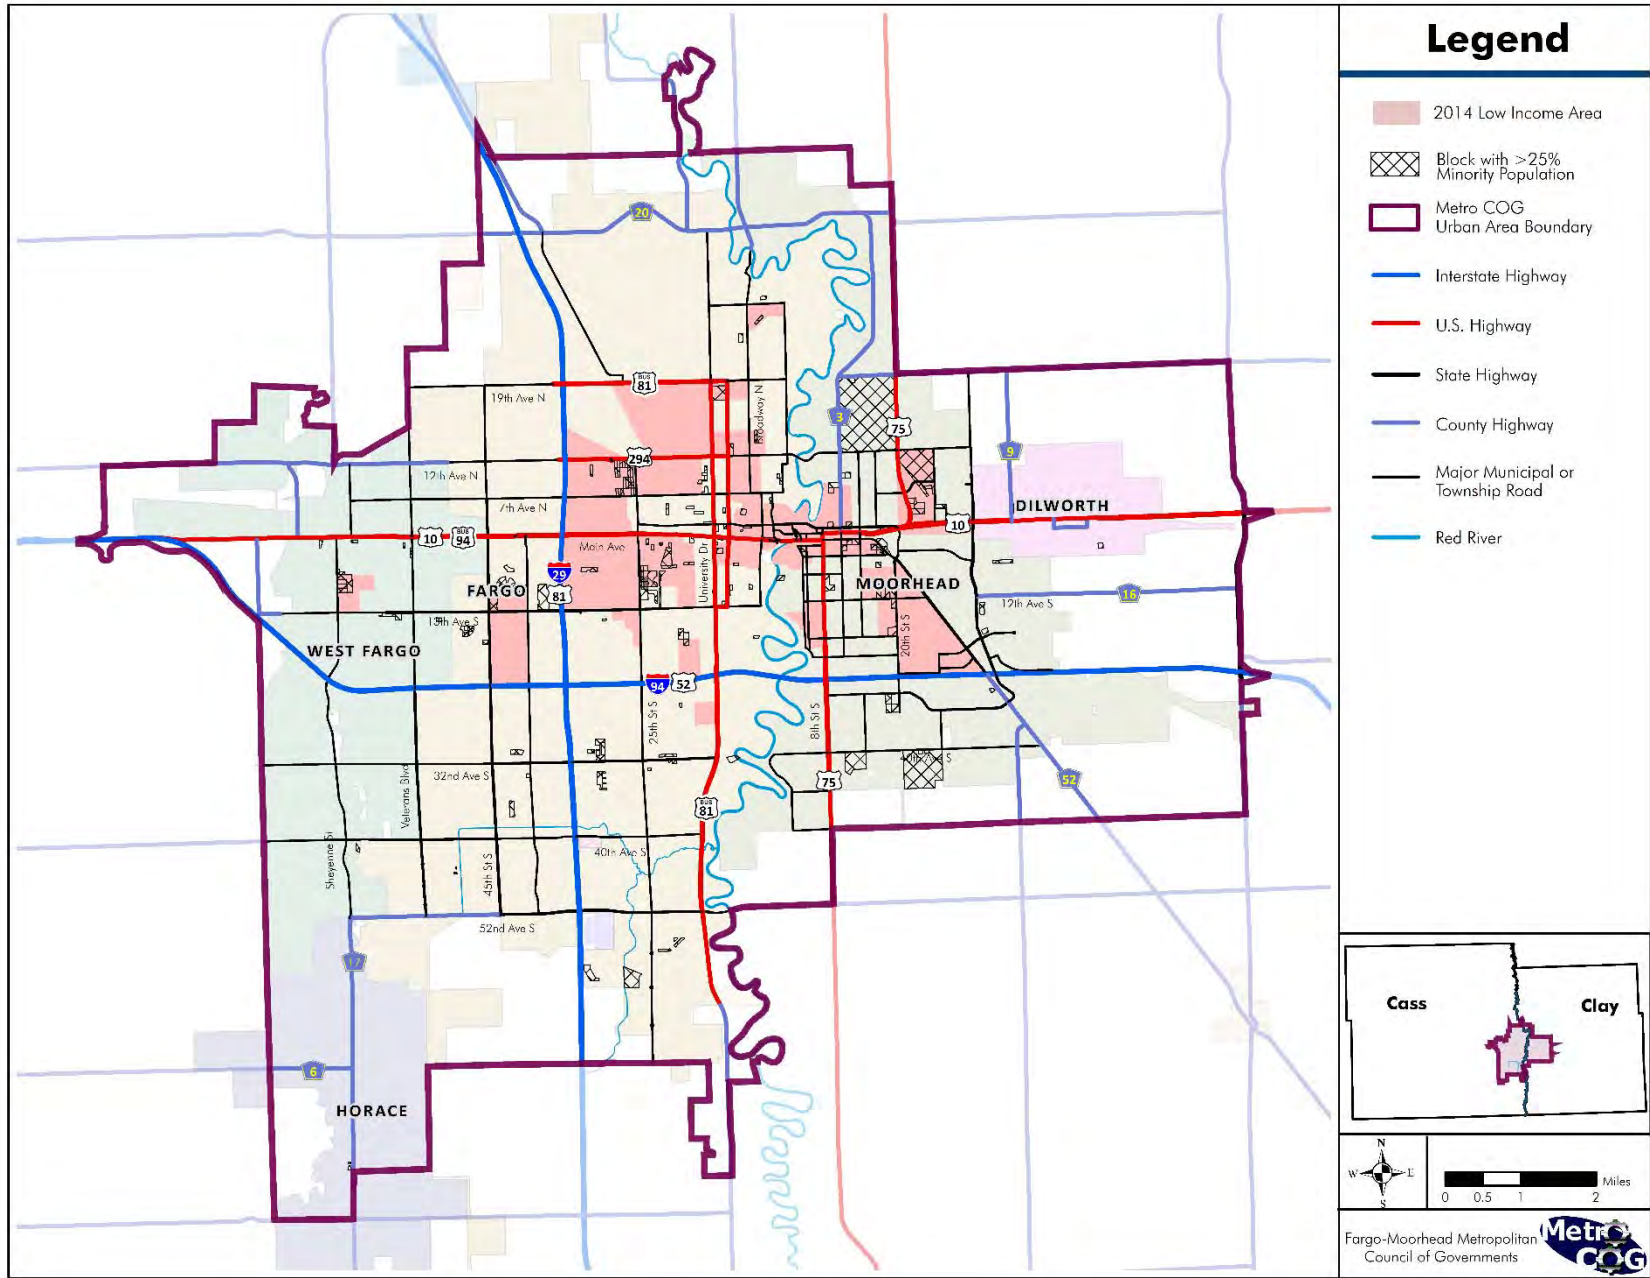 20
BUS
81
19th Ave N
Broadway N
3
75
294
9
12th Ave N
7th Ave N
DILWORTH
10
BUS
94
10
Main Ave
University Dr
29
81
FARGO
MOORHEAD
16
12th Ave S
13th Ave S
20th St S
WEST FARGO
94
52
25th St S
8th St S
32nd Ave S
Veterans Blvd
40th Ave S
75
52
BUS
81
Sheyenne St
45th St S
40th Ave S
52nd Ave S
17
6
HORACE
Legend
2014 Low Income Area
Block with >25%
Minority Population
Metro COG
Urban Area Boundary
Interstate Highway
U.S. Highway
State Highway
County Highway
Major Municipal or
Township Road
Red River
Cass
Clay
N
W
E
S
Miles
0 0.5 1 2
Fargo-Moorhead Metropolitan
Council of Governments
Metro
COG